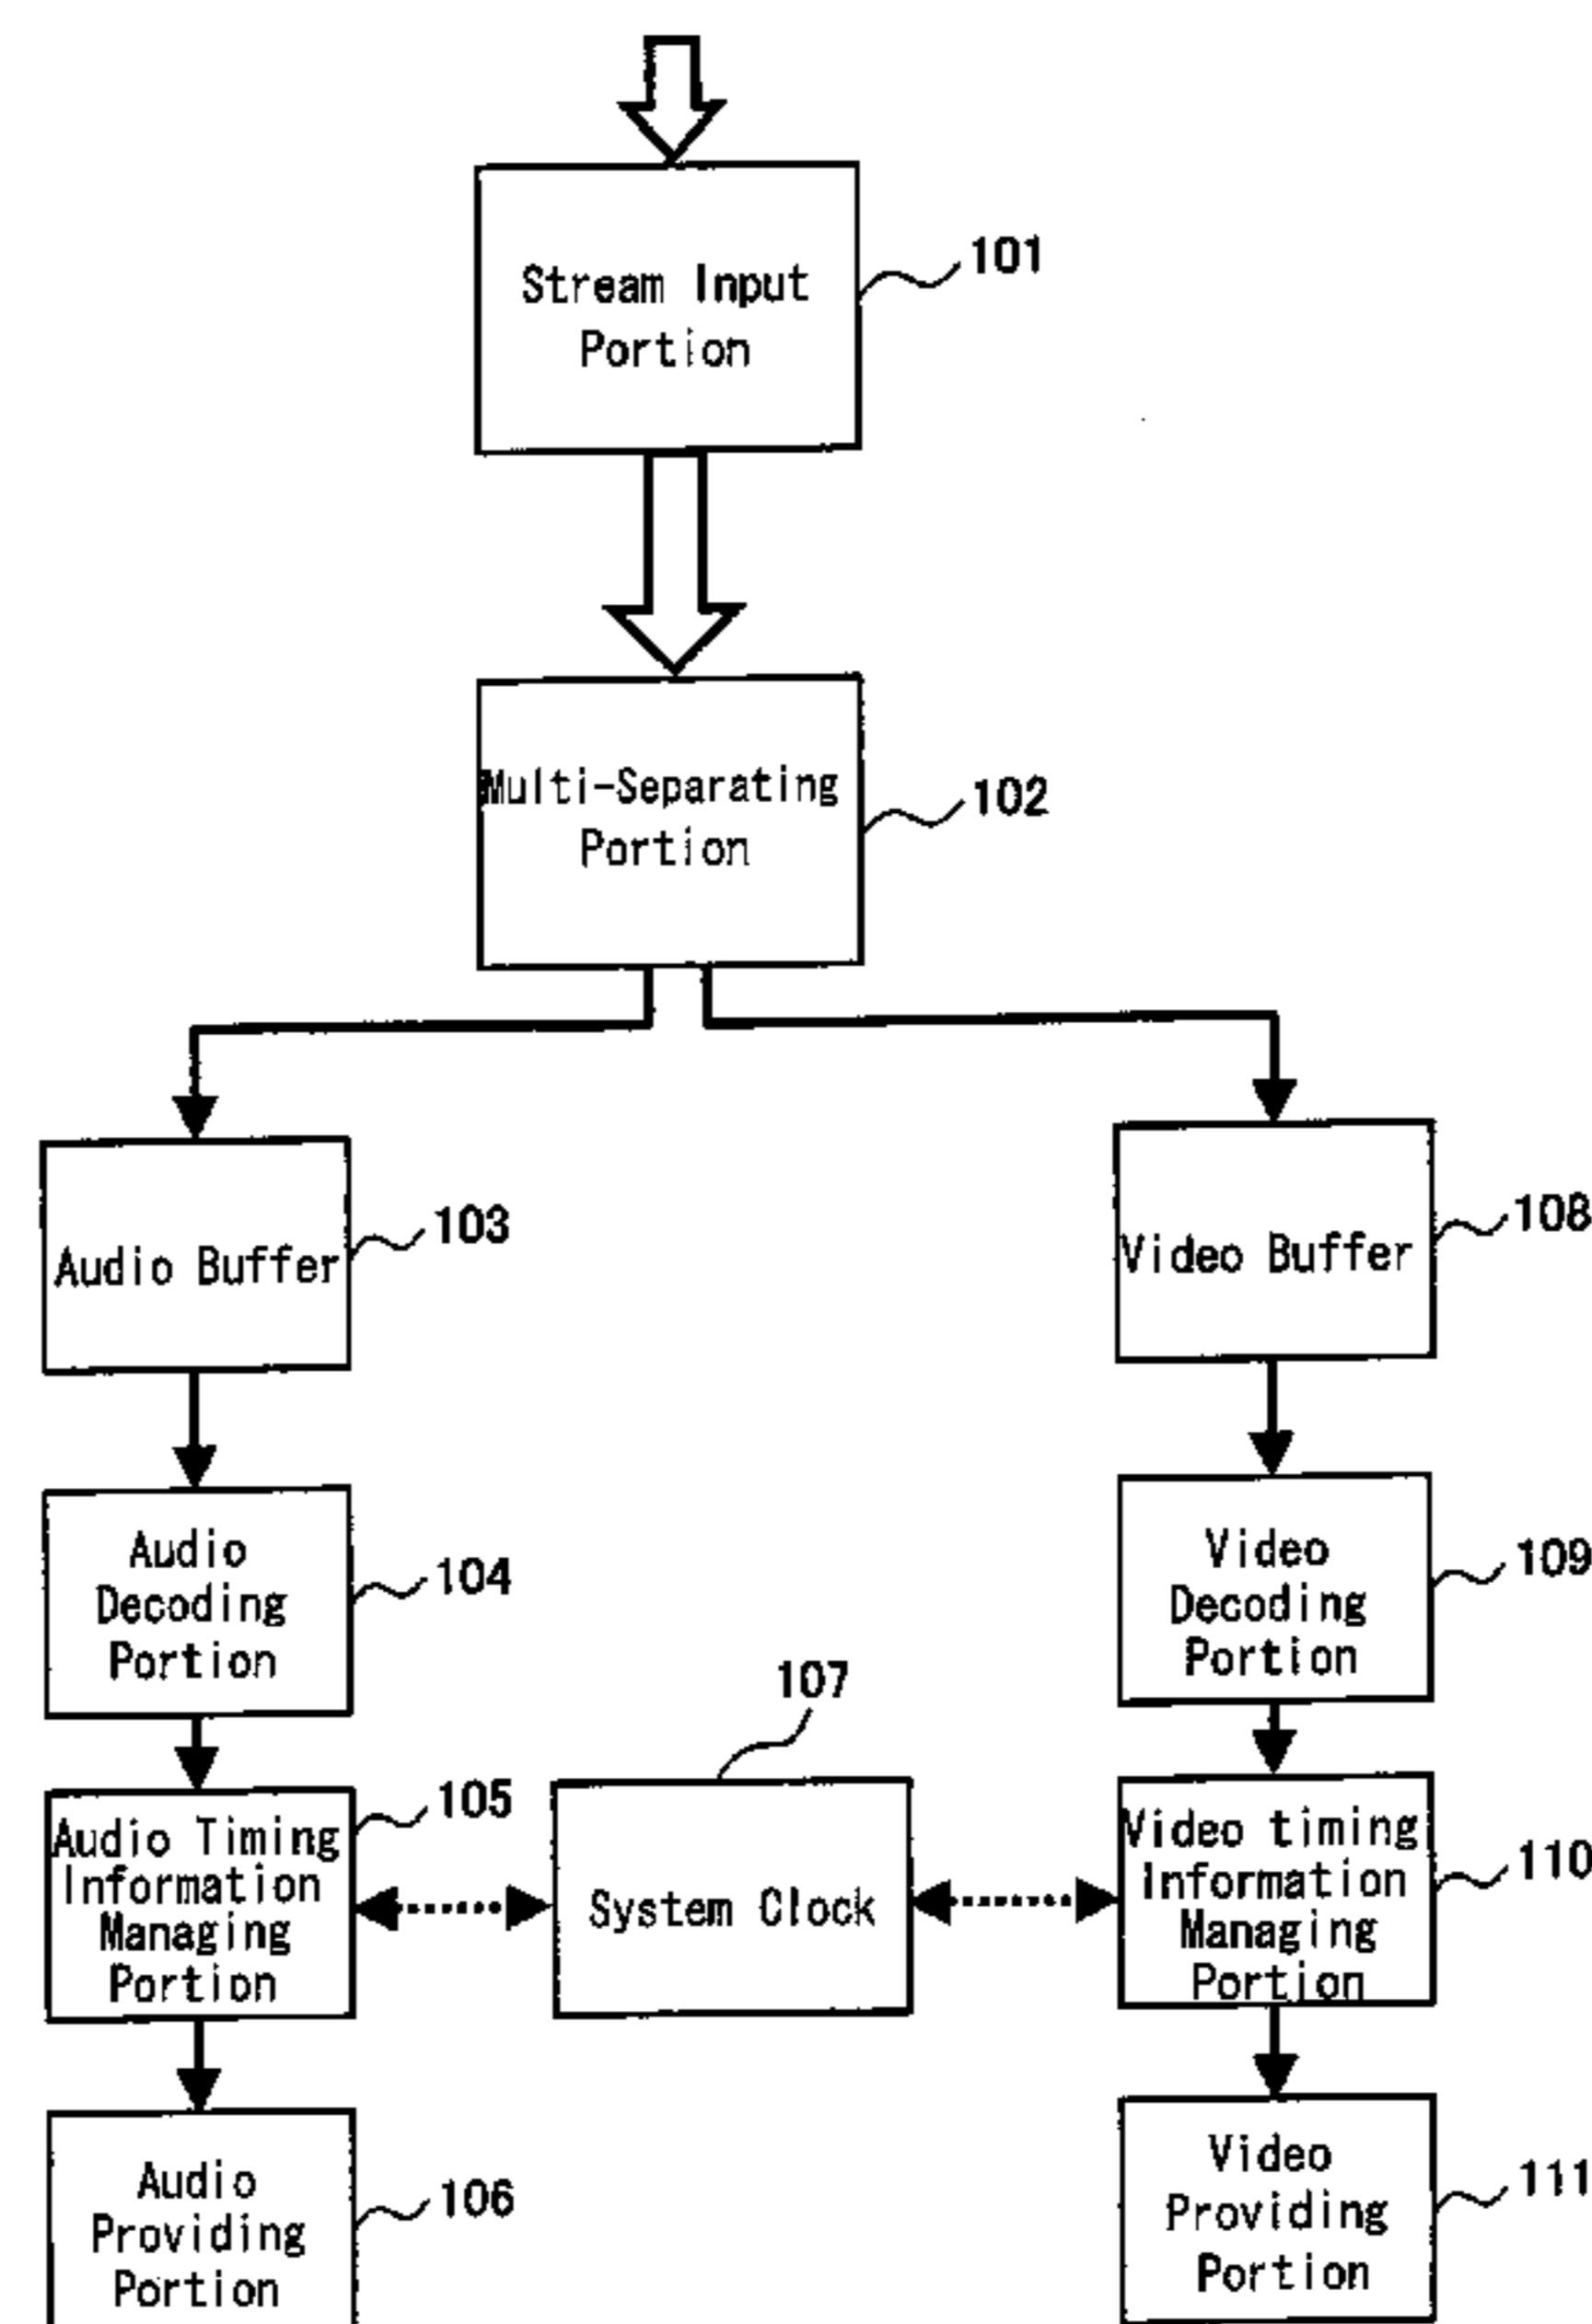 Stream Input
Portion
101
Multi-Separating
Portion
102
Audio Buffer
103
Video Buffer
108
Audio
Decoding
Portion
104
Video
Decoding
Portion
109
107
Audio Timing
Information
Managing
Portion
105
System Clock
Video timing
Information
Managing
Portion
110
Audio
Providing
Portion
106
Video
Providing
Portion
111